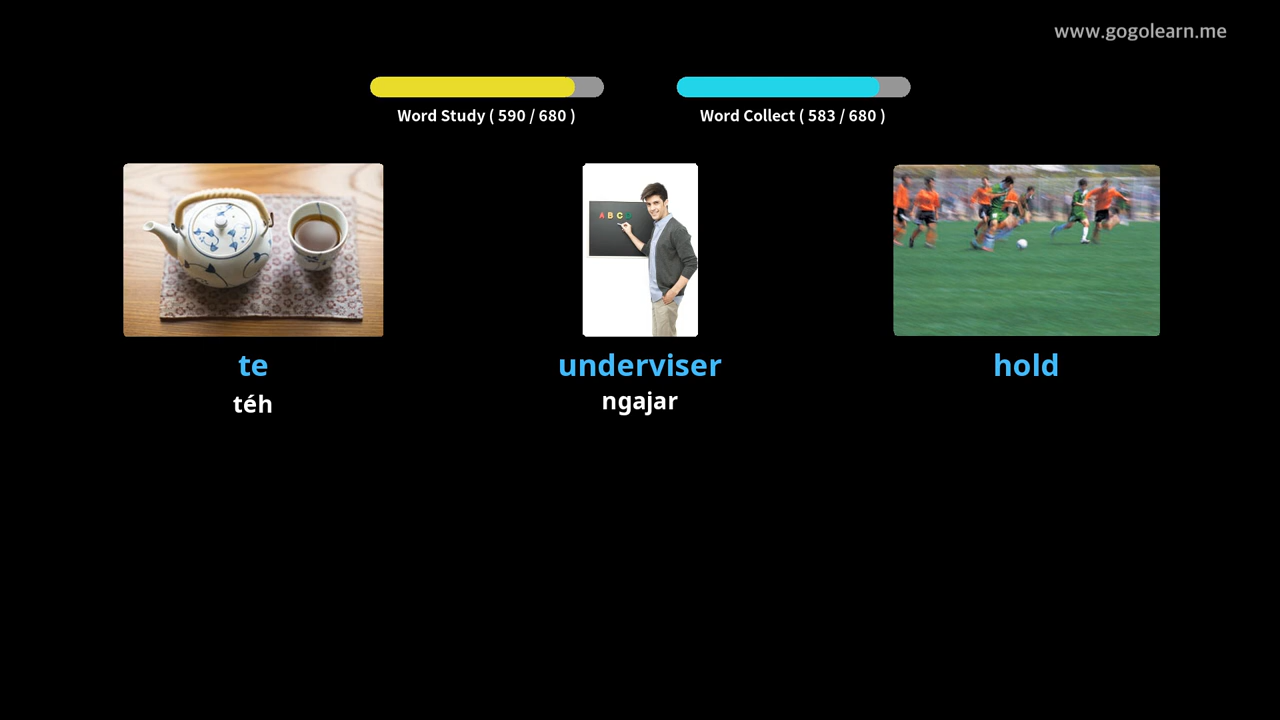 www.gogolearn.me
Word Study ( 590 / 680 )
Word Collect ( 583 / 680 )
A B C
te
underviser
hold
téh
ngajar